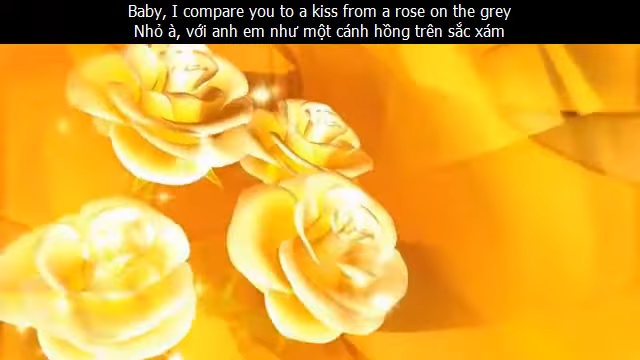 Baby, I compare you to a kiss from a rose on the grey
Nhỏ à, với anh em như một cánh hồng trên sắc xám